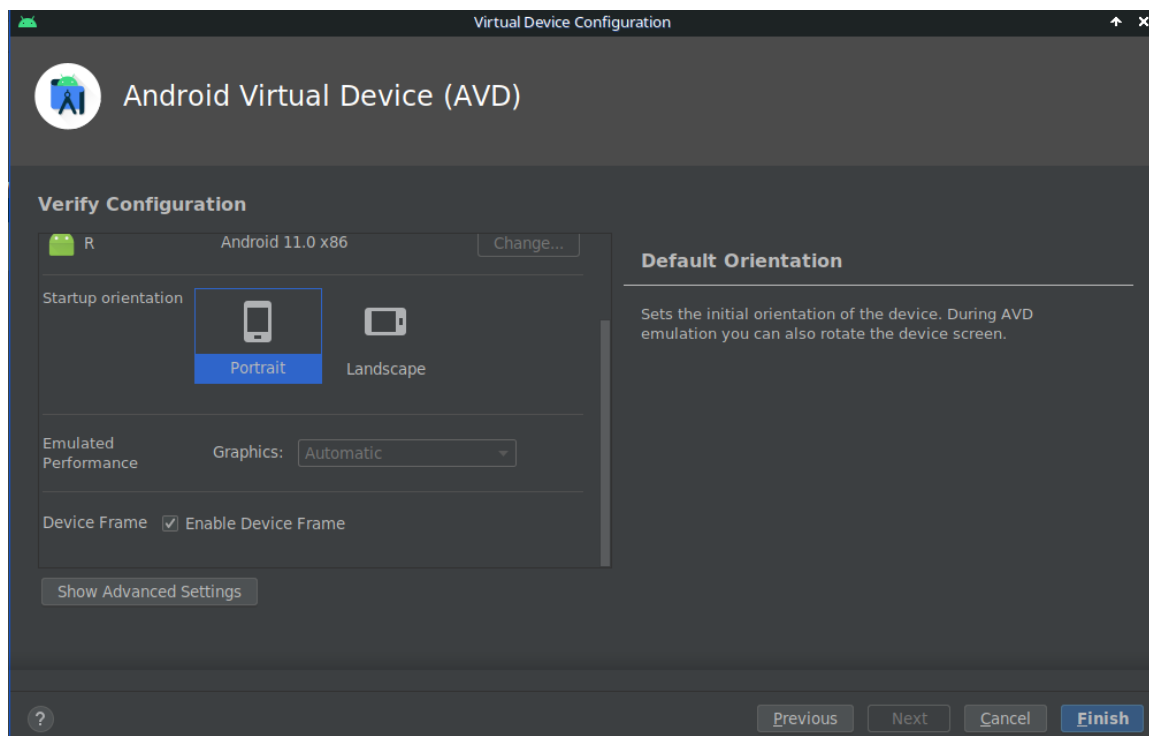 Virtual Device Configuration
Android Virtual Device (AVD)
Verify Configuration
R Android 11.0 x86 Change...
Startup orientation
Portrait
Landscape
Emulated
Performance
Graphics: Automatic
Device Frame Enable Device Frame
Show Advanced Settings
Default Orientation
Sets the initial orientation of the device. During AVD
emulation you can also rotate the device screen.
?
Previous Next Cancel Finish